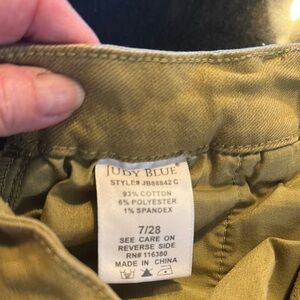 JUDY BLUE
STYLE# JB88842 C
93% COTTON
6% POLYESTER
1% SPANDEX
7/28
SEE CARE ON
REVERSE SIDE
RN# 116380
MADE IN CHINA